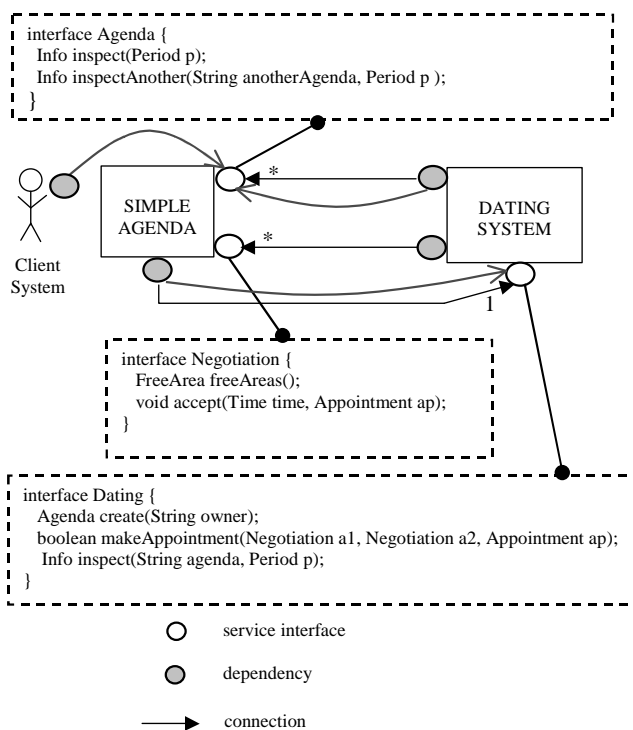 interface Agenda {
Info inspect(Period p);
Info inspectAnother(String anotherAgenda, Period p );
}
*
SIMPLE
AGENDA
DATING
SYSTEM
*
Client
System
1
interface Negotiation {
FreeArea freeAreas();
void accept(Time time, Appointment ap);
}
interface Dating {
Agenda create(String owner);
boolean makeAppointment(Negotiation a1, Negotiation a2, Appointment ap);
Info inspect(String agenda, Period p);
}
service interface
dependency
connection